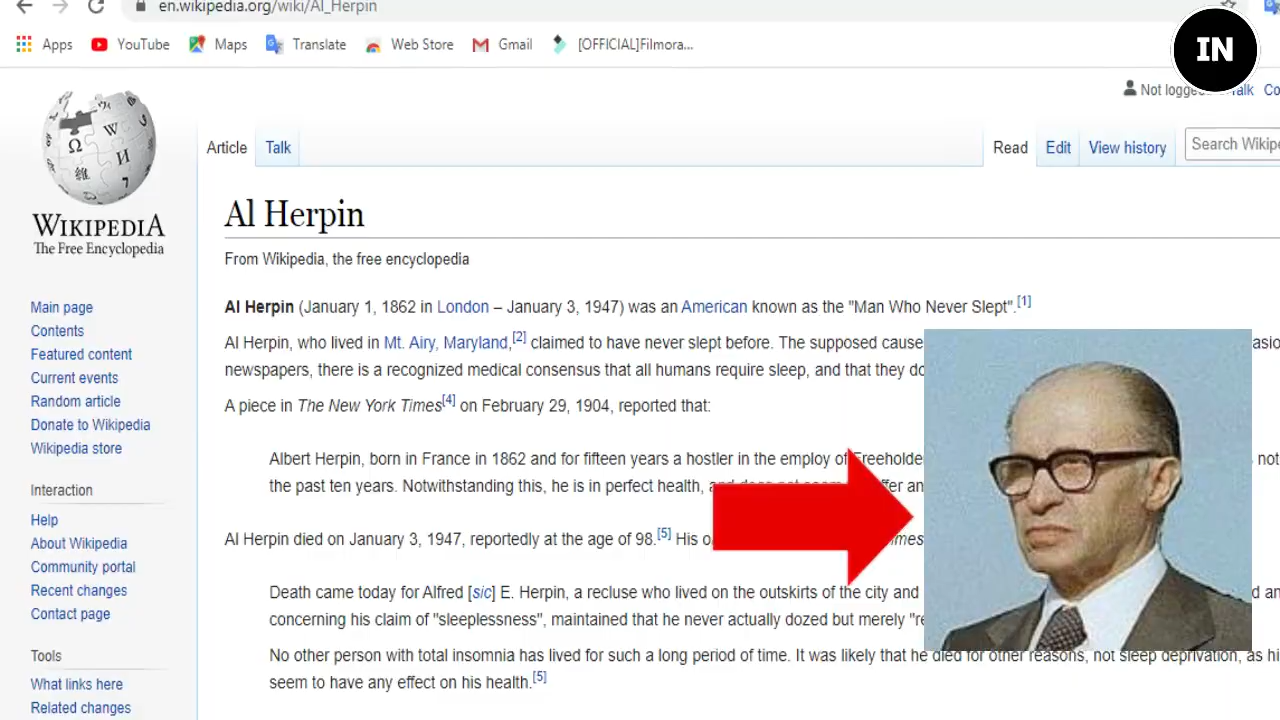 en.wikipedia.org/wiki/Al_Herpin
Apps YouTube Maps Translate Web Store Gmail [OFFICIAL]Filmora...
IN
Not logge Talk Co
Article Talk Read Edit View history Search Wikipe
WIKIPEDIA
The Free Encyclopedia
Al Herpin
From Wikipedia, the free encyclopedia
Main page
Contents
Featured content
Current events
Random article
Donate to Wikipedia
Wikipedia store
Interaction
Help
About Wikipedia
Community portal
Recent changes
Contact page
Tools
What links here
Related changes
Al Herpin (January 1, 1862 in London – January 3, 1947) was an American known as the "Man Who Never Slept".[1]
Al Herpin, who lived in Mt. Airy, Maryland,[2] claimed to have never slept before. The supposed cause
newspapers, there is a recognized medical consensus that all humans require sleep, and that they do
A piece in The New York Times[4] on February 29, 1904, reported that:
Albert Herpin, born in France in 1862 and for fifteen years a hostler in the employ of Freeholde not
the past ten years. Notwithstanding this, he is in perfect health, and does not seem
Al Herpin died on January 3, 1947, reportedly at the age of 98.[5] His
Death came today for Alfred [sic] E. Herpin, a recluse who lived on the outskirts of the city and
concerning his claim of "sleeplessness", maintained that he never actually dozed but merely "re
No other person with total insomnia has lived for such a long period of time. It was likely that he died for other reasons, not sleep deprivation, as hi
seem to have any effect on his health.[5]